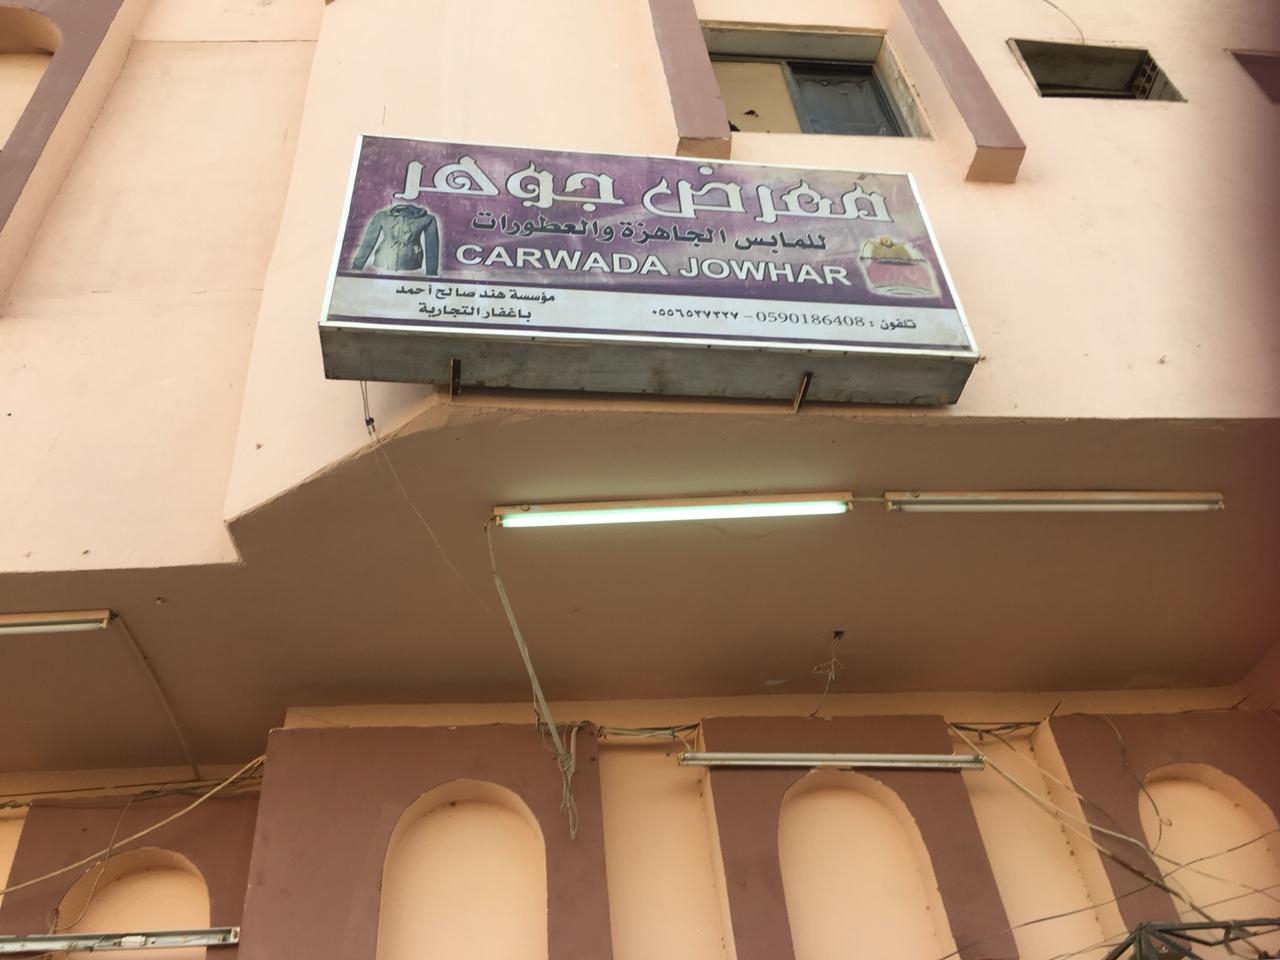 معرض جوهر
للمابس الجاهزة والعطورات
CARWADA JOWHAR
مؤسسة هند صالح أحمد
باغفار التجارية
تلفون : 0590186408 - ٠٥٥٦٥٣٧٣٢٧